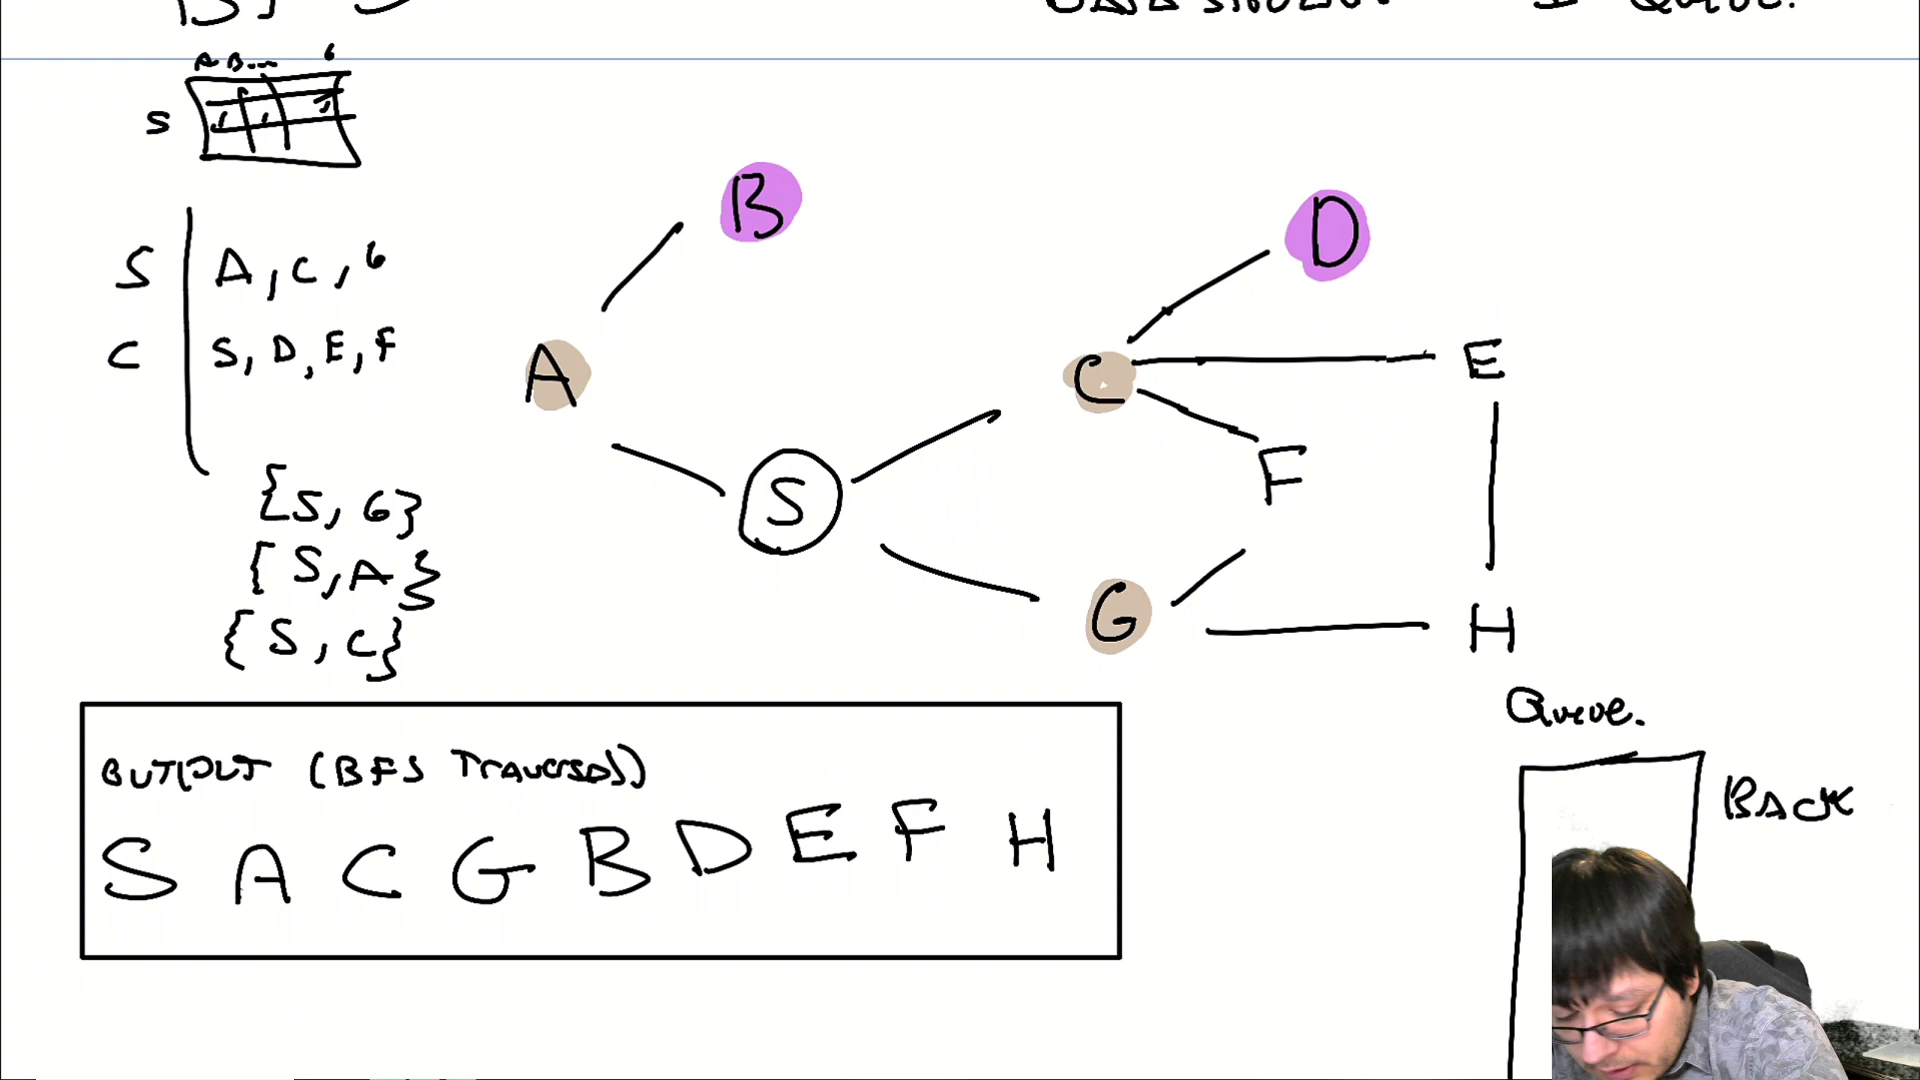 A B... G
S
S A, C, G
C S, D, E, F
{S, G}
{S, A}
{S, C}
B
D
A
C
E
F
S
G
H
OUTPUT (BFS Traversal)
S A C G B D E F H
Queue.
BACK